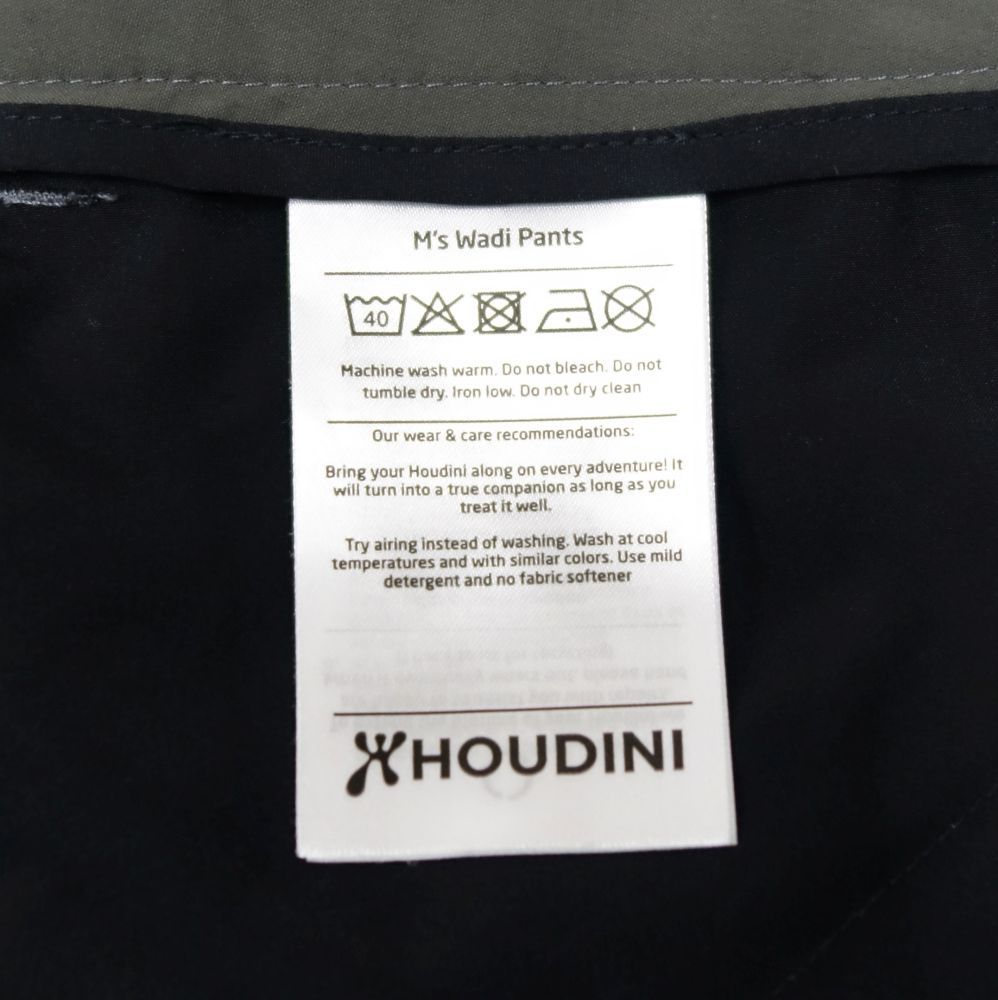 M's Wadi Pants
40
Machine wash warm. Do not bleach. Do not
tumble dry. Iron low. Do not dry clean
Our wear & care recommendations:
Bring your Houdini along on every adventure! It
will turn into a true companion as long as you
treat it well.
Try airing instead of washing. Wash at cool
temperatures and with similar colors. Use mild
detergent and no fabric softener
HOUDINI